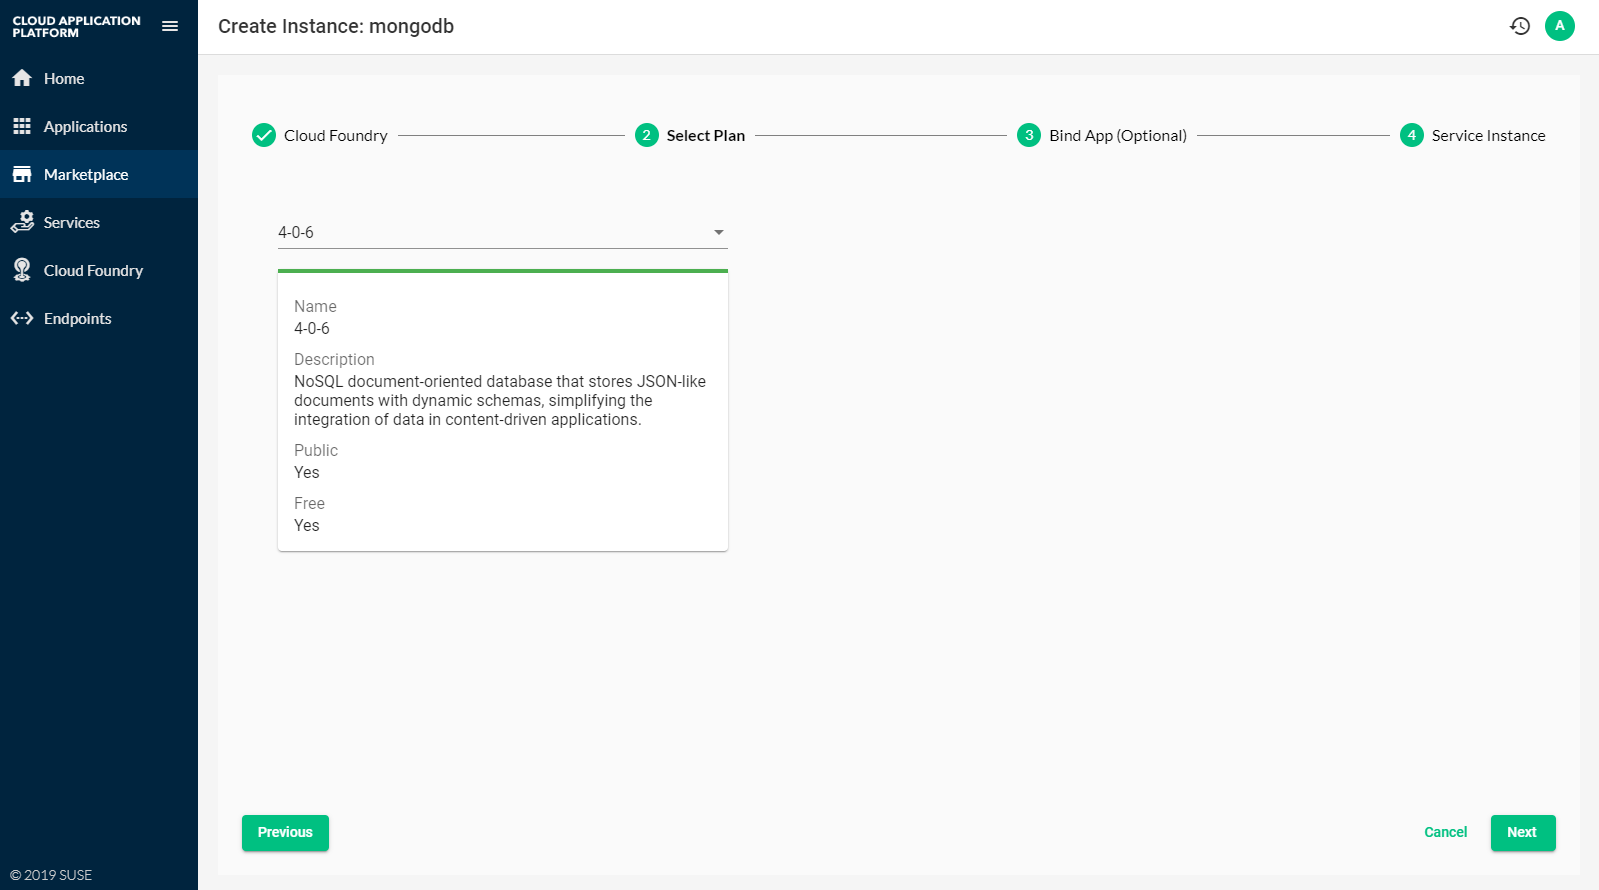 CLOUD APPLICATION
PLATFORM
Create Instance: mongodb
A
Home
Applications
Marketplace
Services
Cloud Foundry
Endpoints
Cloud Foundry
2 Select Plan
3 Bind App (Optional)
4 Service Instance
4-0-6
Name
4-0-6
Description
NoSQL document-oriented database that stores JSON-like
documents with dynamic schemas, simplifying the
integration of data in content-driven applications.
Public
Yes
Free
Yes
Previous
Cancel
Next
© 2019 SUSE